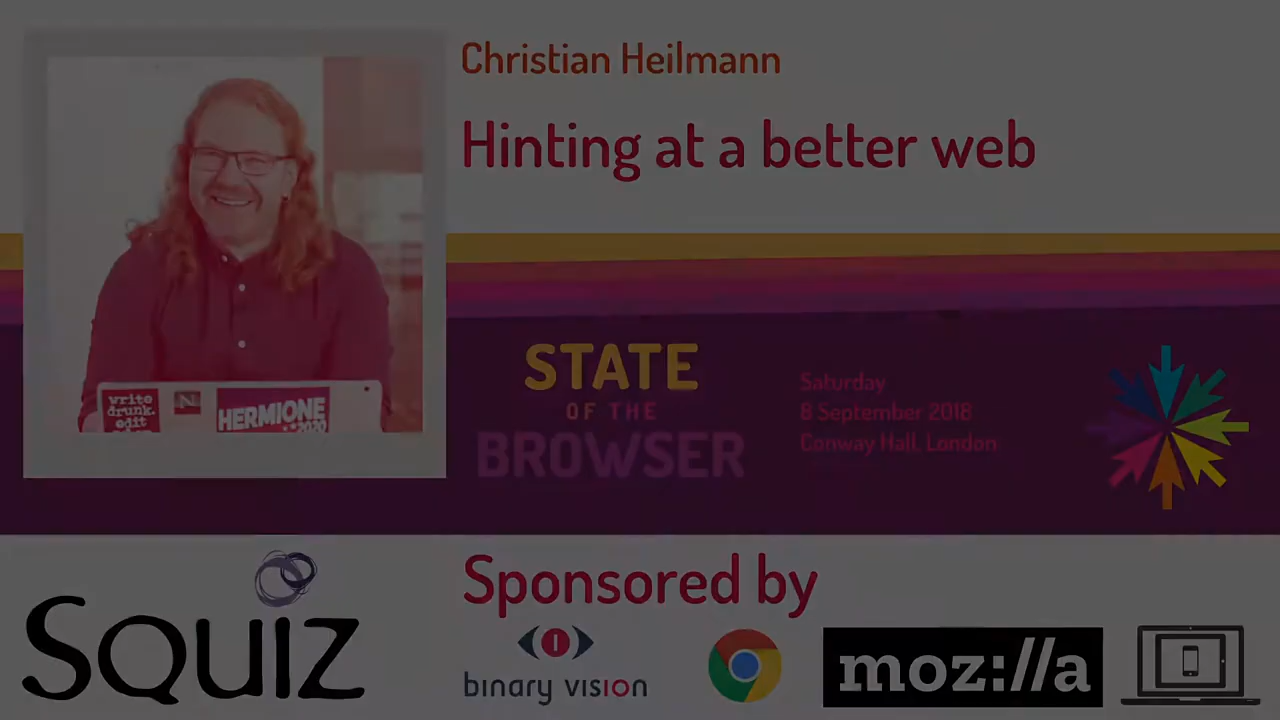 Christian Heilmann
Hinting at a better web
write
drunk.
edit
N
HERMIONE
2020
STATE
OF THE
BROWSER
Saturday
8 September 2018
Conway Hall, London
SQUIZ
Sponsored by
binary vision
moz://a